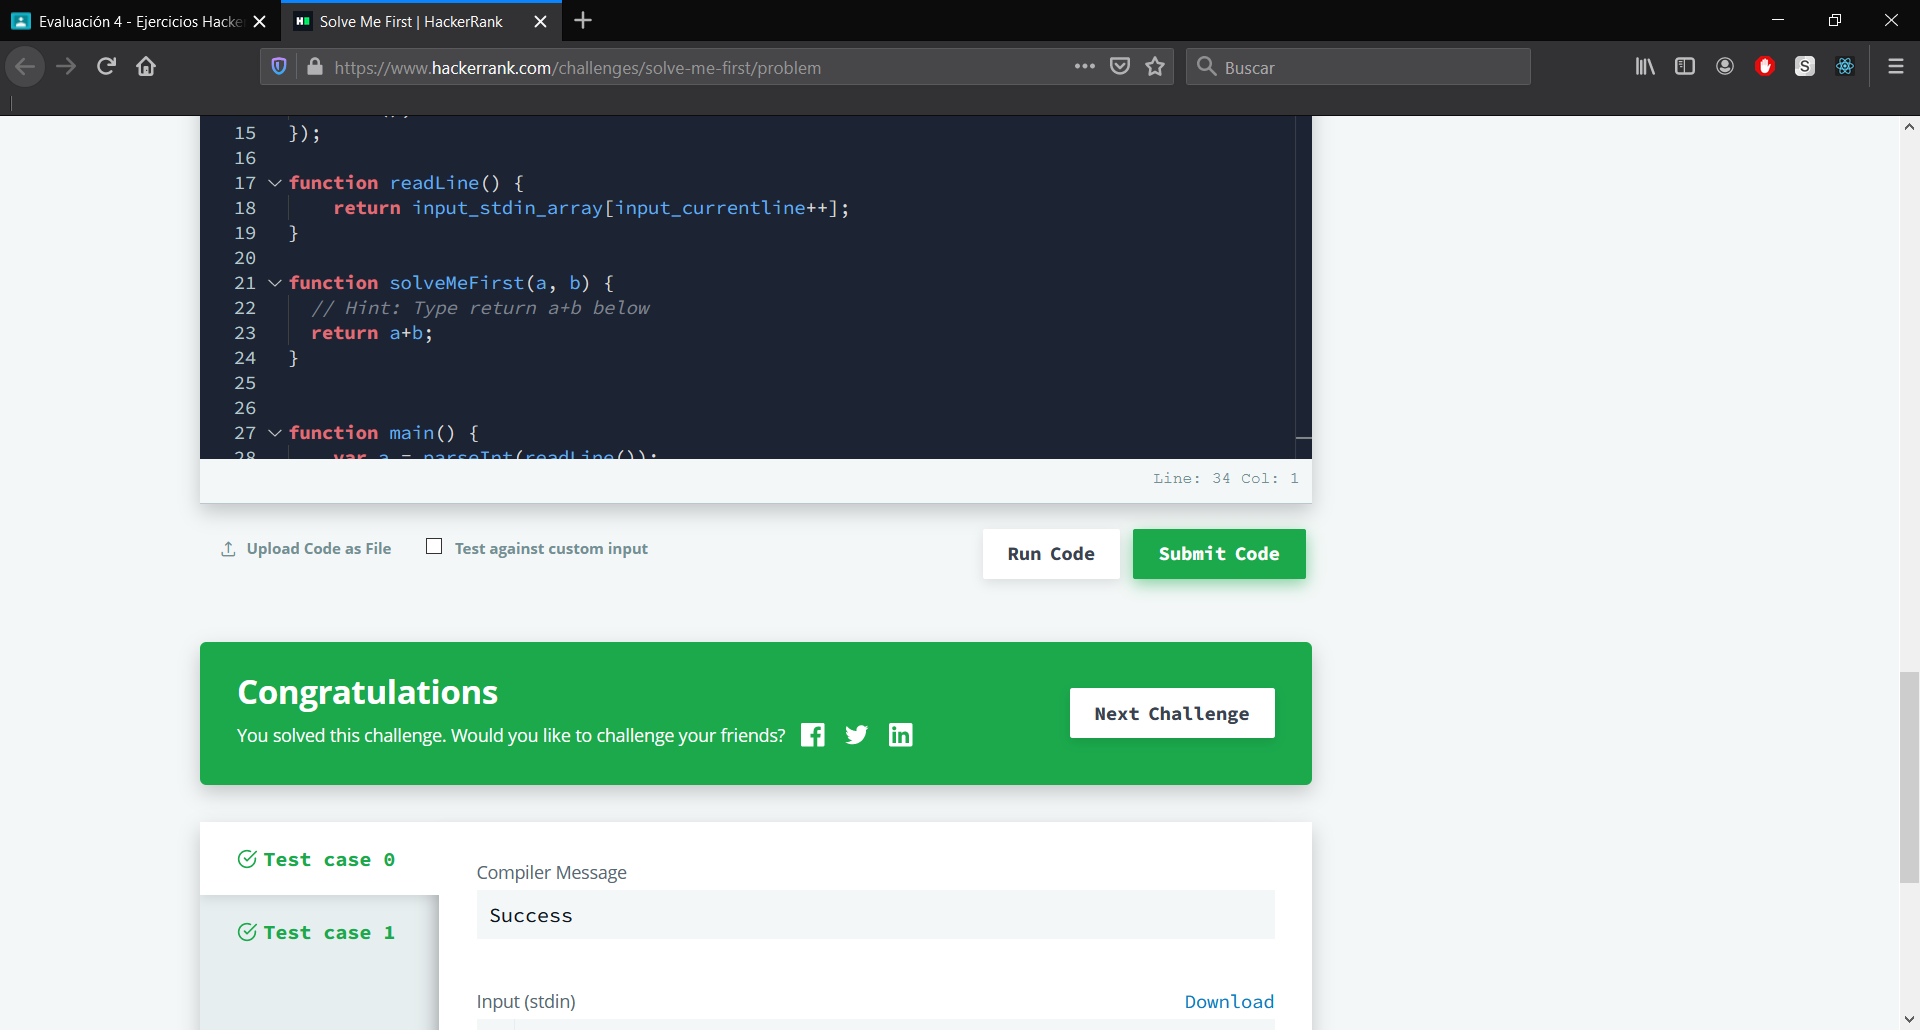 Evaluación 4 - Ejercicios Hacke
Solve Me First | HackerRank
https://www.hackerrank.com/challenges/solve-me-first/problem
Buscar
15 });
16
17 function readLine() {
18 return input_stdin_array[input_currentline++];
19 }
20
21 function solveMeFirst(a, b) {
22 // Hint: Type return a+b below
23 return a+b;
24 }
25
26
27 function main() {
28 var a = parseInt(readLine());
Line: 34 Col: 1
Upload Code as File
Test against custom input
Run Code
Submit Code
Congratulations
You solved this challenge. Would you like to challenge your friends?
Next Challenge
Test case 0
Test case 1
Compiler Message
Success
Input (stdin)
Download